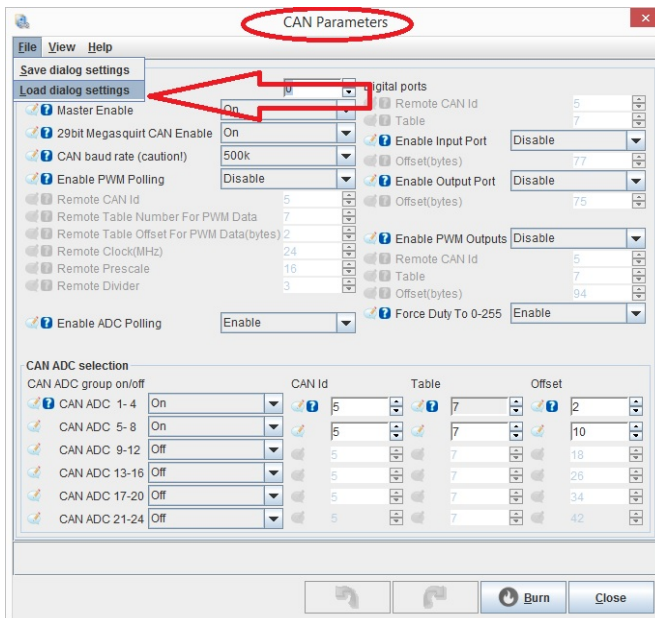 CAN Parameters
File View Help
Save dialog settings
Load dialog settings
0
Master Enable On
29bit Megasquirt CAN Enable On
CAN baud rate (caution!) 500k
Enable PWM Polling Disable
Remote CAN Id 5
Remote Table Number For PWM Data 7
Remote Table Offset For PWM Data(bytes) 2
Remote Clock(MHz) 24
Remote Prescale 16
Remote Divider 3
Enable ADC Polling Enable
Digital ports
Remote CAN Id 5
Table 7
Enable Input Port Disable
Offset(bytes) 77
Enable Output Port Disable
Offset(bytes) 75
Enable PWM Outputs Disable
Remote CAN Id 5
Table 7
Offset(bytes) 94
Force Duty To 0-255 Enable
CAN ADC selection
CAN ADC group on/off CAN Id Table Offset
CAN ADC 1- 4 On 5 7 2
CAN ADC 5- 8 On 5 7 10
CAN ADC 9-12 Off 5 7 18
CAN ADC 13-16 Off 5 7 26
CAN ADC 17-20 Off 5 7 34
CAN ADC 21-24 Off 5 7 42
Burn Close